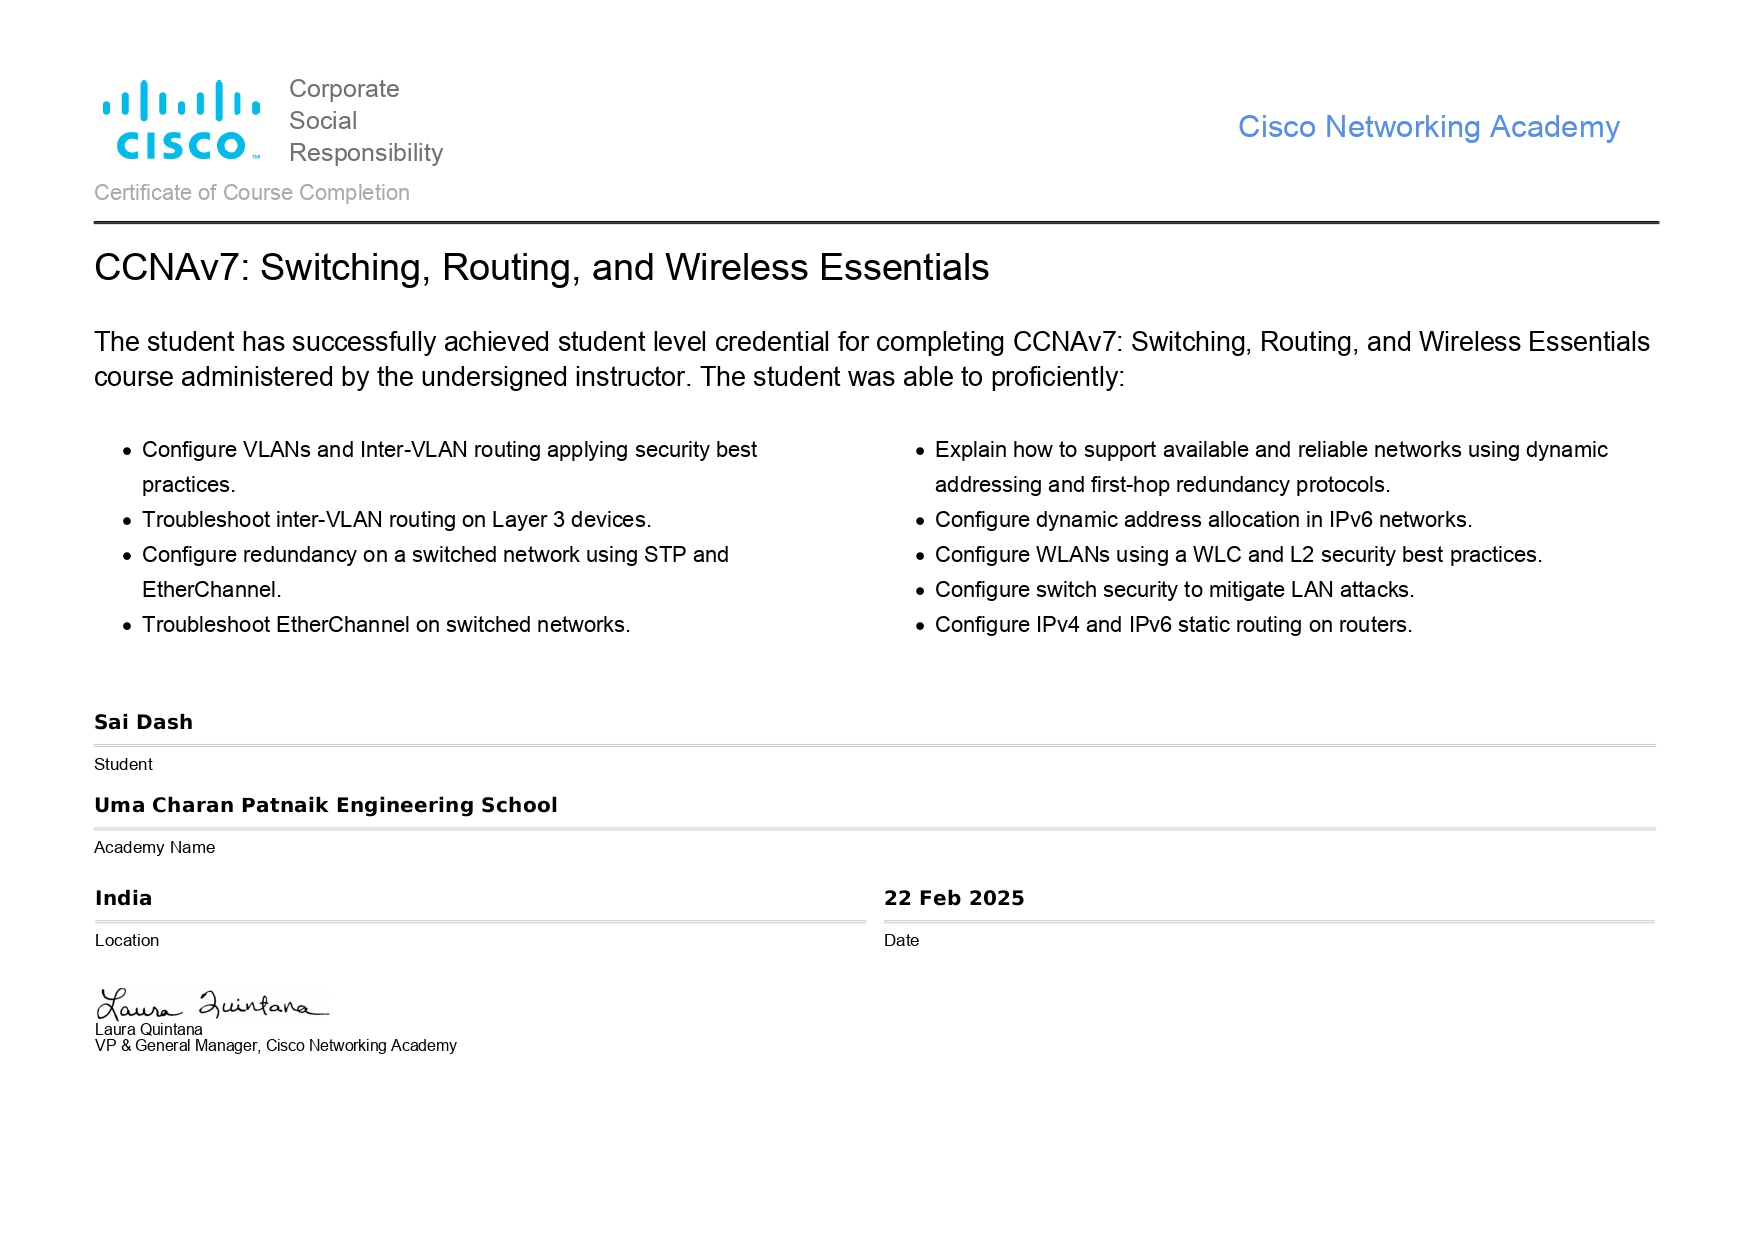 CISCO™
Corporate
Social
Responsibility
Cisco Networking Academy
Certificate of Course Completion
CCNAv7: Switching, Routing, and Wireless Essentials
The student has successfully achieved student level credential for completing CCNAv7: Switching, Routing, and Wireless Essentials
course administered by the undersigned instructor. The student was able to proficiently:
• Configure VLANs and Inter-VLAN routing applying security best
practices.
• Troubleshoot inter-VLAN routing on Layer 3 devices.
• Configure redundancy on a switched network using STP and
EtherChannel.
• Troubleshoot EtherChannel on switched networks.
• Explain how to support available and reliable networks using dynamic
addressing and first-hop redundancy protocols.
• Configure dynamic address allocation in IPv6 networks.
• Configure WLANs using a WLC and L2 security best practices.
• Configure switch security to mitigate LAN attacks.
• Configure IPv4 and IPv6 static routing on routers.
Sai Dash
Student
Uma Charan Patnaik Engineering School
Academy Name
India
Location
22 Feb 2025
Date
Laura Quintana
Laura Quintana
VP & General Manager, Cisco Networking Academy